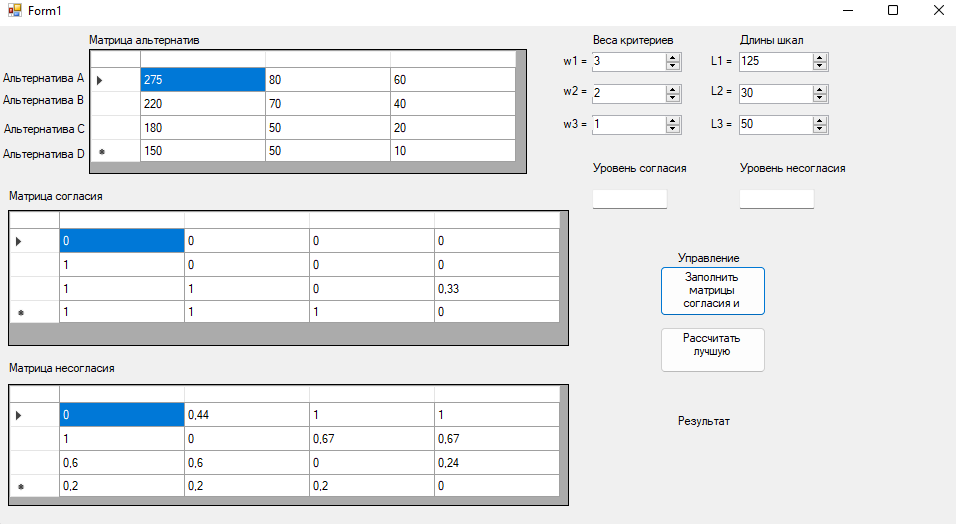 Form1
Матрица альтернатив
Веса критериев
Длины шкал
Альтернатива A
275 80 60
w1 = 3
L1 = 125
Альтернатива B
220 70 40
w2 = 2
L2 = 30
Альтернатива C
180 50 20
w3 = 1
L3 = 50
Альтернатива D
150 50 10
Уровень согласия
Уровень несогласия
Матрица согласия
0 0 0 0
1 0 0 0
1 1 0 0,33
1 1 1 0
Управление
Заполнить
матрицы
согласия и
Рассчитать
лучшую
Матрица несогласия
0 0,44 1 1
1 0 0,67 0,67
0,6 0,6 0 0,24
0,2 0,2 0,2 0
Результат